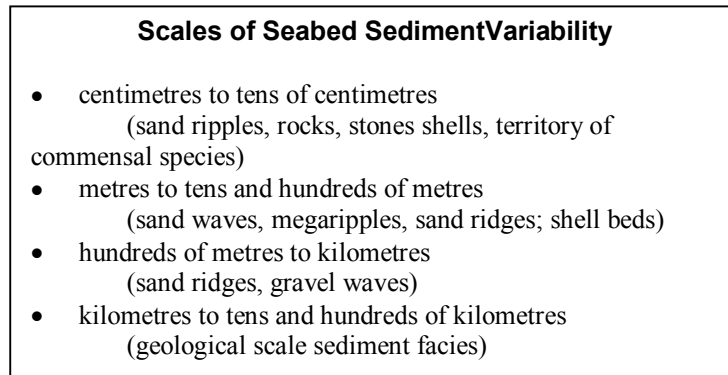 Scales of Seabed SedimentVariability
• centimetres to tens of centimetres
(sand ripples, rocks, stones shells, territory of
commensal species)
• metres to tens and hundreds of metres
(sand waves, megaripples, sand ridges; shell beds)
• hundreds of metres to kilometres
(sand ridges, gravel waves)
• kilometres to tens and hundreds of kilometres
(geological scale sediment facies)